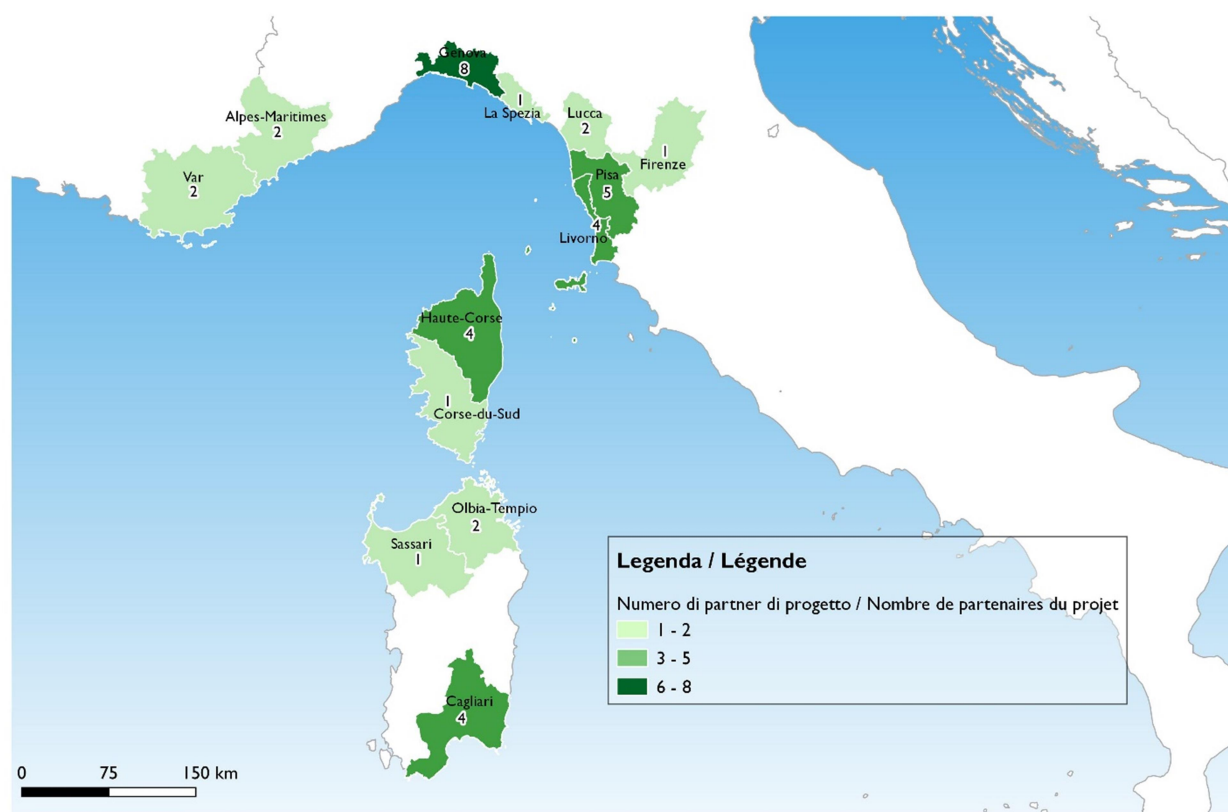 Genova
8
1
La Spezia
Alpes-Maritimes
2
Lucca
2
1
Firenze
Var
2
Pisa
5
4
Livorno
Haute-Corse
4
1
Corse-du-Sud
Olbia-Tempio
2
Sassari
1
Legenda / Légende
Numero di partner di progetto / Nombre de partenaires du projet
1 - 2
3 - 5
6 - 8
Cagliari
4
0 75 150 km